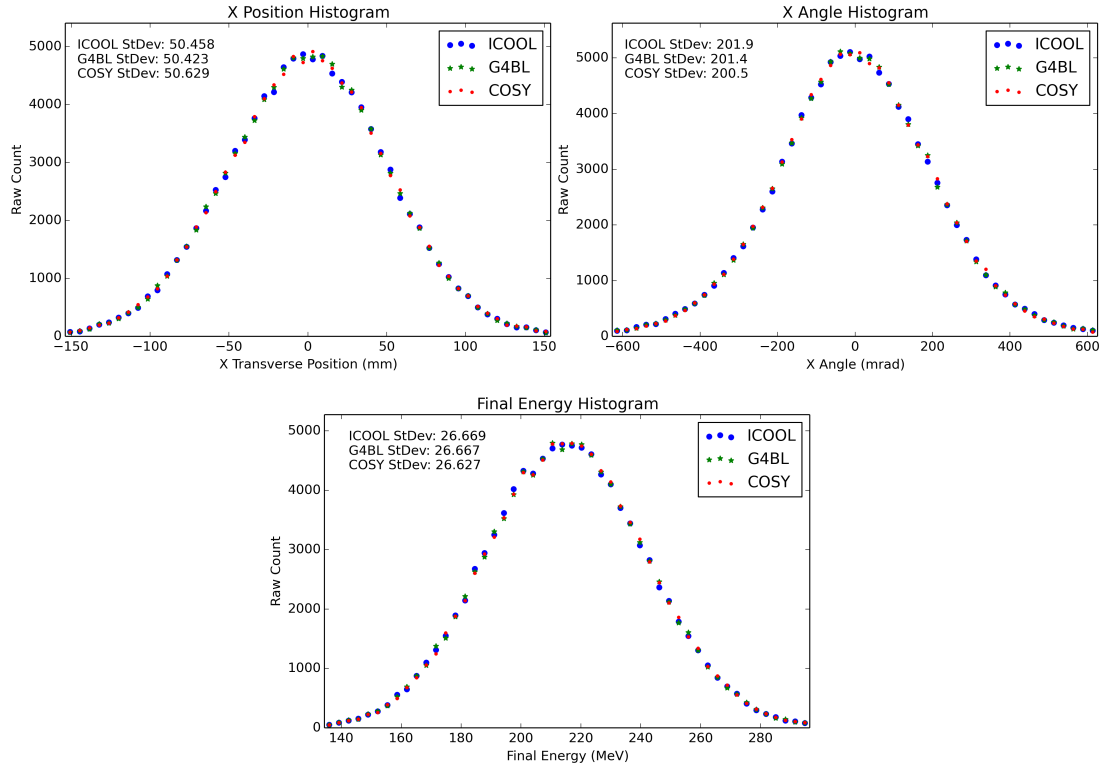 X Position Histogram
ICOOL StDev: 50.458
G4BL StDev: 50.423
COSY StDev: 50.629
ICOOL
G4BL
COSY
5000
4000
3000
2000
1000
0
Raw Count
−150 −100 −50 0 50 100 150
X Transverse Position (mm)
X Angle Histogram
ICOOL StDev: 201.9
G4BL StDev: 201.4
COSY StDev: 200.5
ICOOL
G4BL
COSY
5000
4000
3000
2000
1000
0
Raw Count
−600 −400 −200 0 200 400 600
X Angle (mrad)
Final Energy Histogram
ICOOL StDev: 26.669
G4BL StDev: 26.667
COSY StDev: 26.627
ICOOL
G4BL
COSY
5000
4000
3000
2000
1000
0
Raw Count
140 160 180 200 220 240 260 280
Final Energy (MeV)